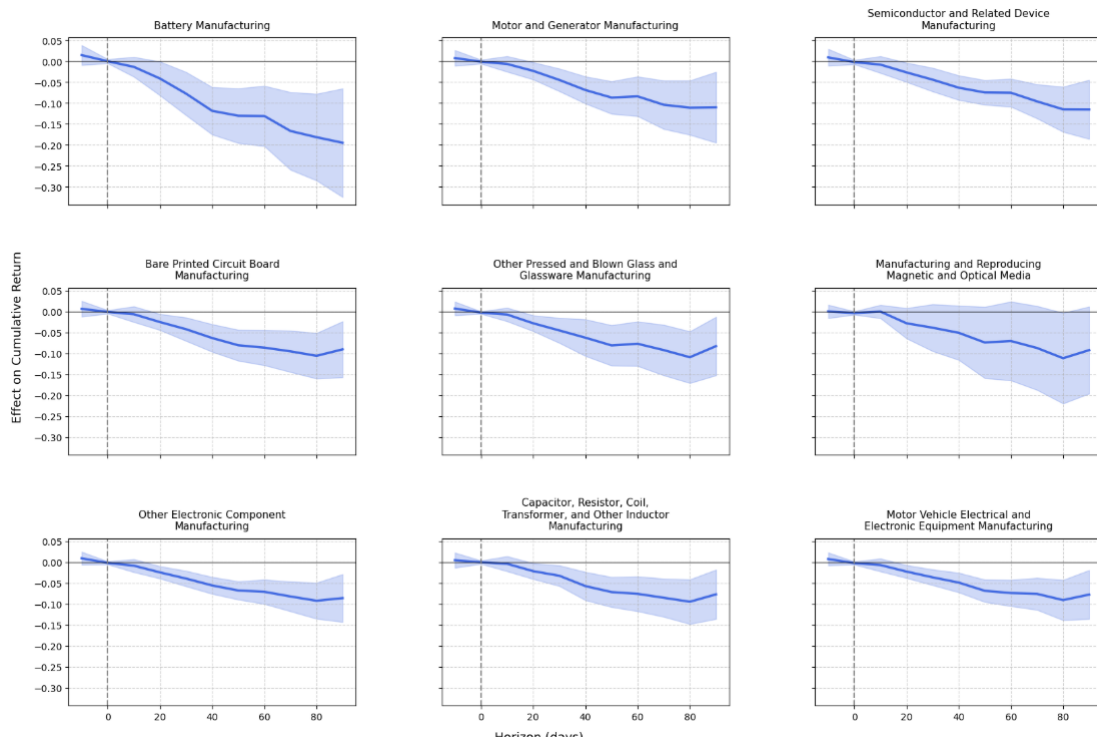 Battery Manufacturing
Motor and Generator Manufacturing
Semiconductor and Related Device
Manufacturing
0.05
0.00
−0.05
−0.10
−0.15
−0.20
−0.25
−0.30
Effect on Cumulative Return
Bare Printed Circuit Board
Manufacturing
Other Pressed and Blown Glass and
Glassware Manufacturing
Manufacturing and Reproducing
Magnetic and Optical Media
0.05
0.00
−0.05
−0.10
−0.15
−0.20
−0.25
−0.30
Other Electronic Component
Manufacturing
Capacitor, Resistor, Coil,
Transformer, and Other Inductor
Manufacturing
Motor Vehicle Electrical and
Electronic Equipment Manufacturing
0.05
0.00
−0.05
−0.10
−0.15
−0.20
−0.25
−0.30
0 20 40 60 80
0 20 40 60 80
0 20 40 60 80
Horizon (days)